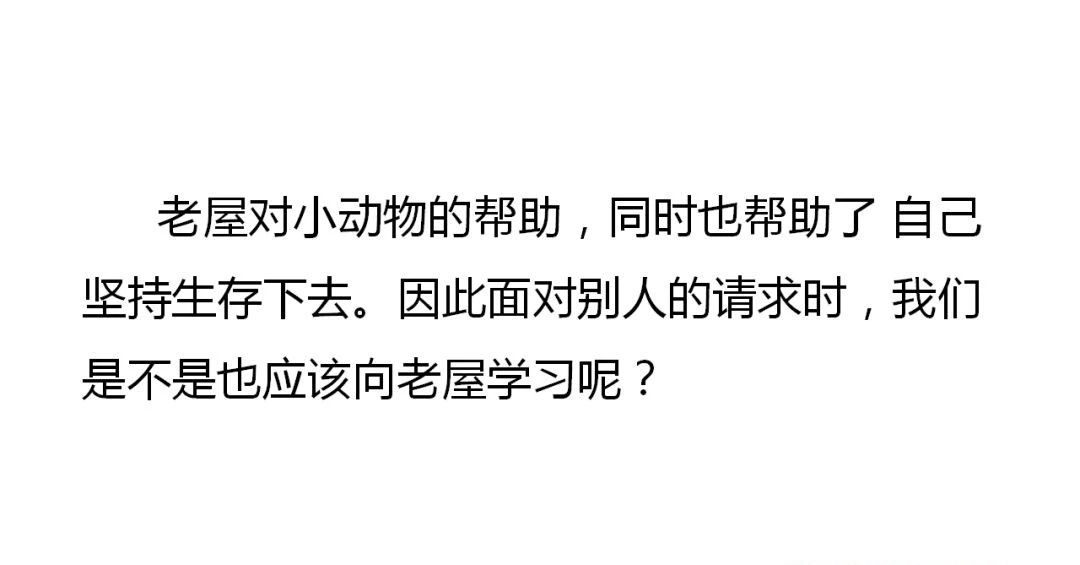 老屋对小动物的帮助，同时也帮助了 自己
坚持生存下去。因此面对别人的请求时，我们
是不是也应该向老屋学习呢？